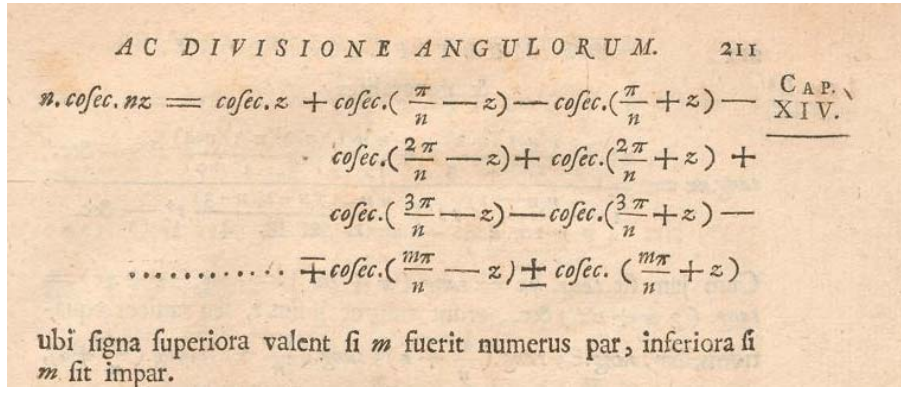 AC DIVISIONE ANGULORUM. 211
n.coſec.nz = coſec.z + coſec.(π/n — z) — coſec.(π/n + z) — CAP. XIV.
coſec.(2π/n — z) + coſec.(2π/n + z) +
coſec.(3π/n — z) — coſec.(3π/n + z) —
............ ∓ coſec.(mπ/n — z) ± coſec. (mπ/n + z)
ubi ſigna ſuperiora valent ſi m fuerit numerus par, inferiora ſi
m ſit impar.